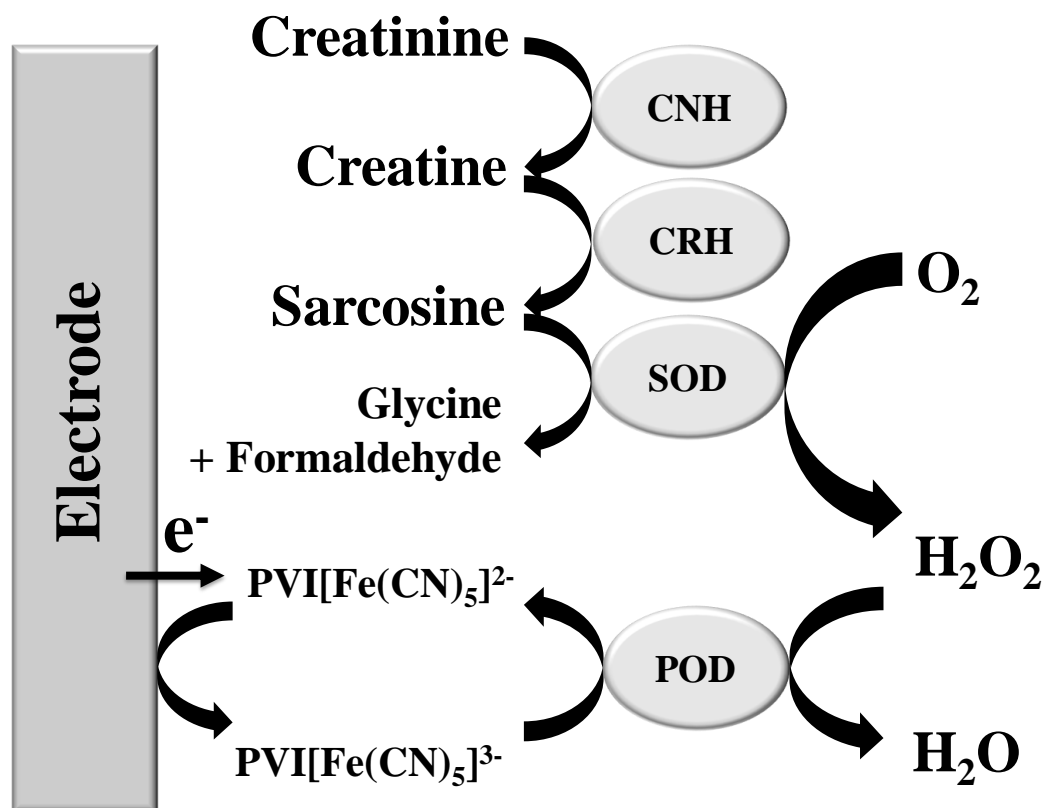 Creatinine
CNH
Creatine
CRH
O₂
Sarcosine
SOD
Glycine
+ Formaldehyde
Electrode
e⁻
H₂O₂
PVI[Fe(CN)₅]²⁻
POD
H₂O
PVI[Fe(CN)₅]³⁻